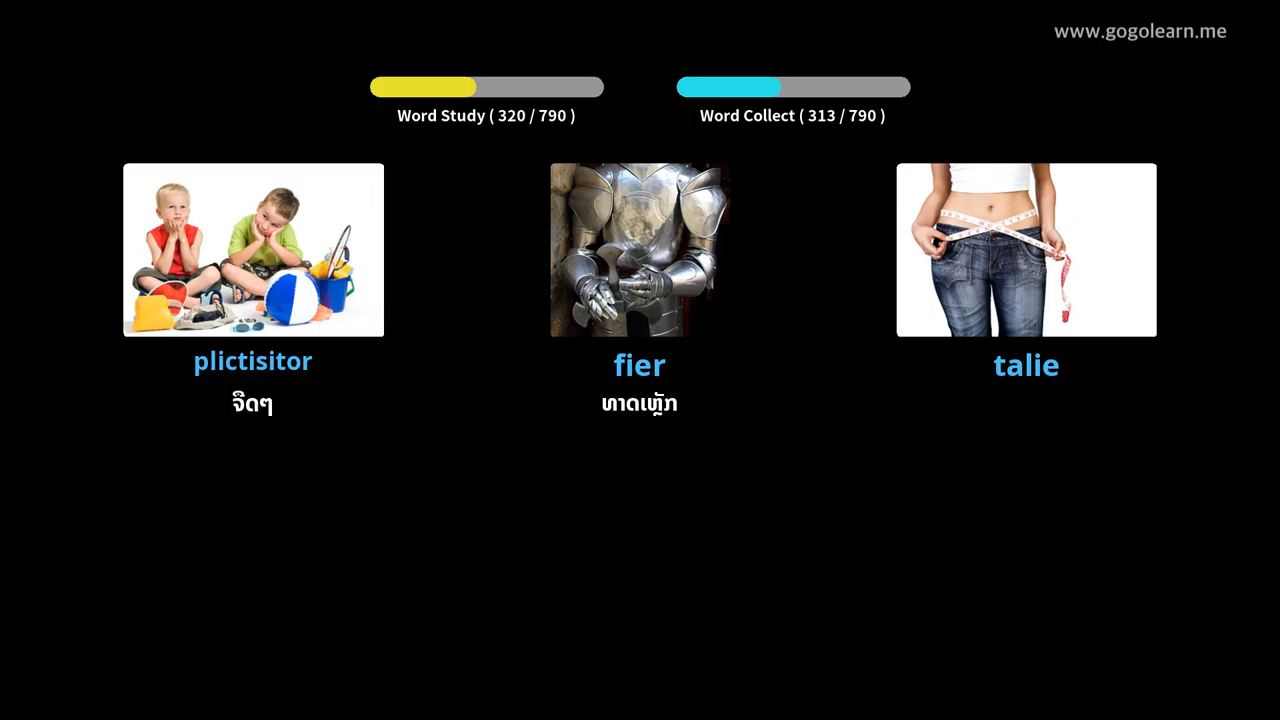 www.gogolearn.me
Word Study ( 320 / 790 )
Word Collect ( 313 / 790 )
plictisitor
fier
talie
ຈືດໆ
ທາດເຫຼັກ